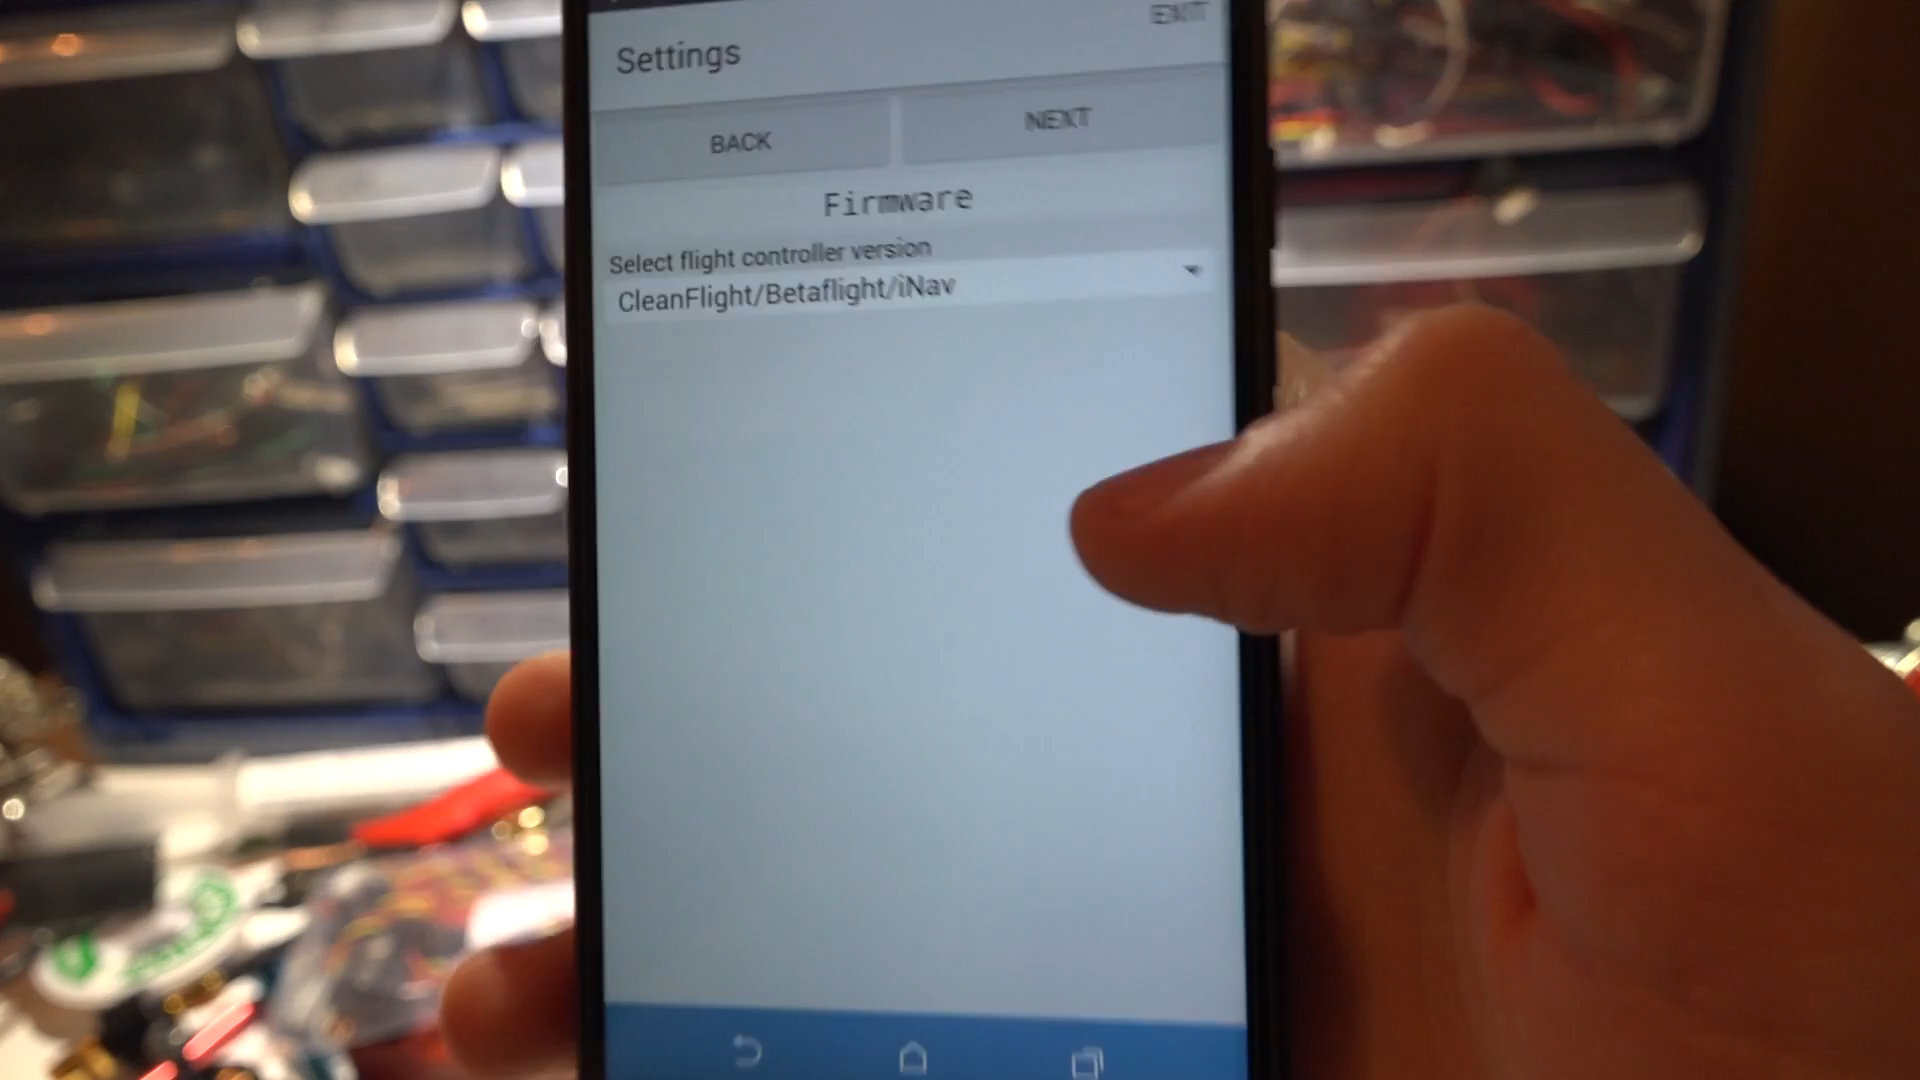 EXIT
Settings
BACK
NEXT
Firmware
Select flight controller version
CleanFlight/Betaflight/iNav